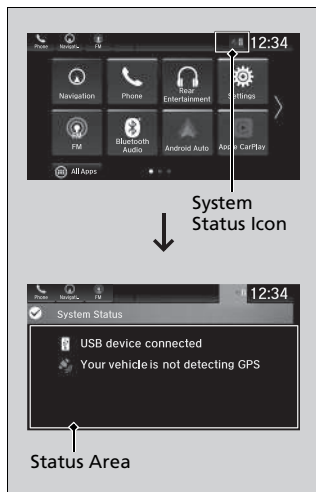 Phone Navigati.. FM 12:34
Navigation Phone Rear Entertainment Settings
FM Bluetooth Audio Android Auto Apple CarPlay
All Apps
System Status Icon
Phone Navigati.. FM 12:34
System Status
USB device connected
Your vehicle is not detecting GPS
Status Area